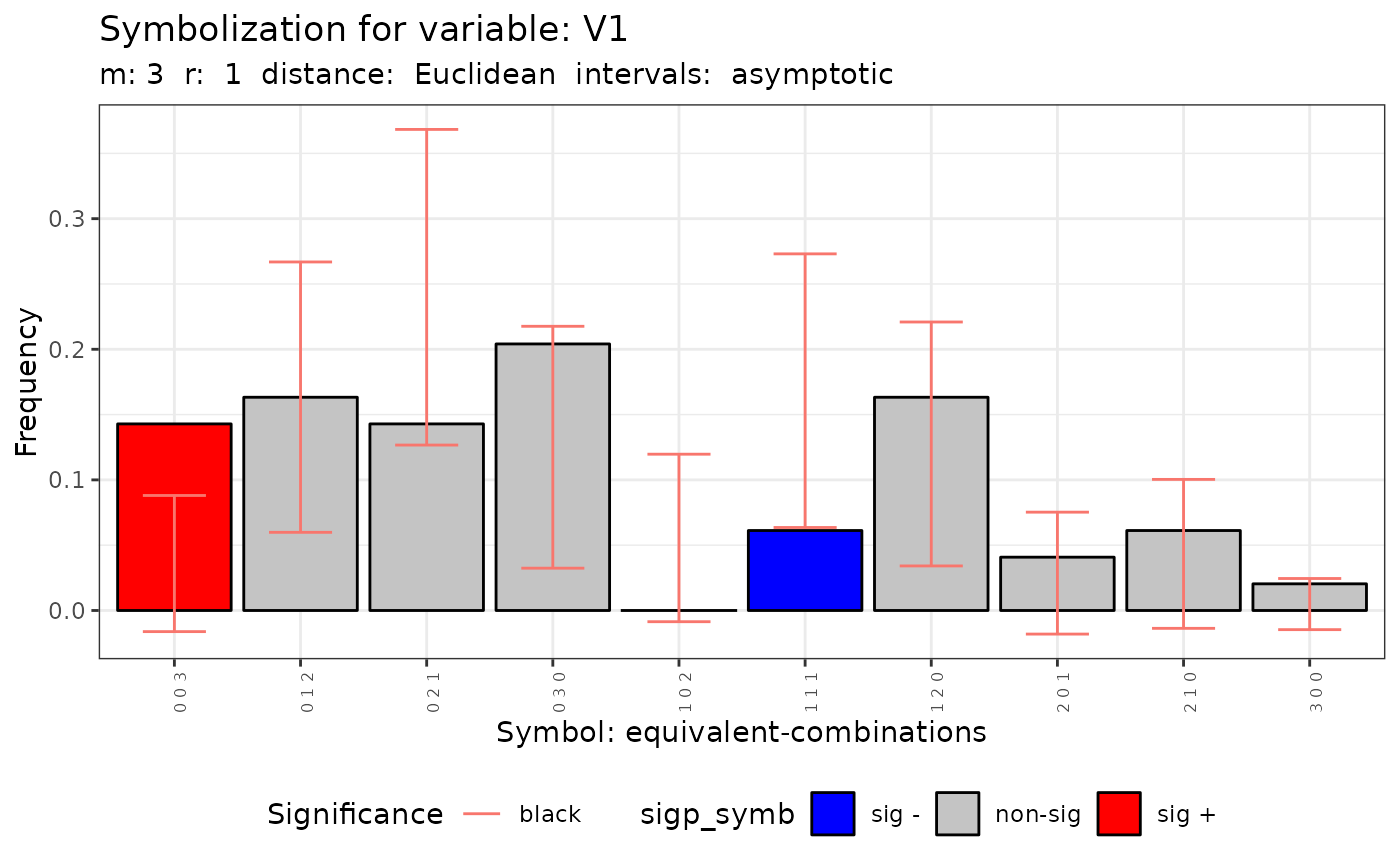 Symbolization for variable: V1
m: 3 r: 1 distance: Euclidean intervals: asymptotic
Frequency
0.3
0.2
0.1
0.0
0 0 3
0 1 2
0 2 1
0 3 0
1 0 2
1 1 1
1 2 0
2 0 1
2 1 0
3 0 0
Symbol: equivalent-combinations
Significance black sigp_symb sig - non-sig sig +